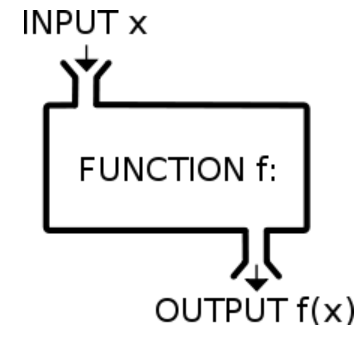 INPUT x
FUNCTION f:
OUTPUT f(x)